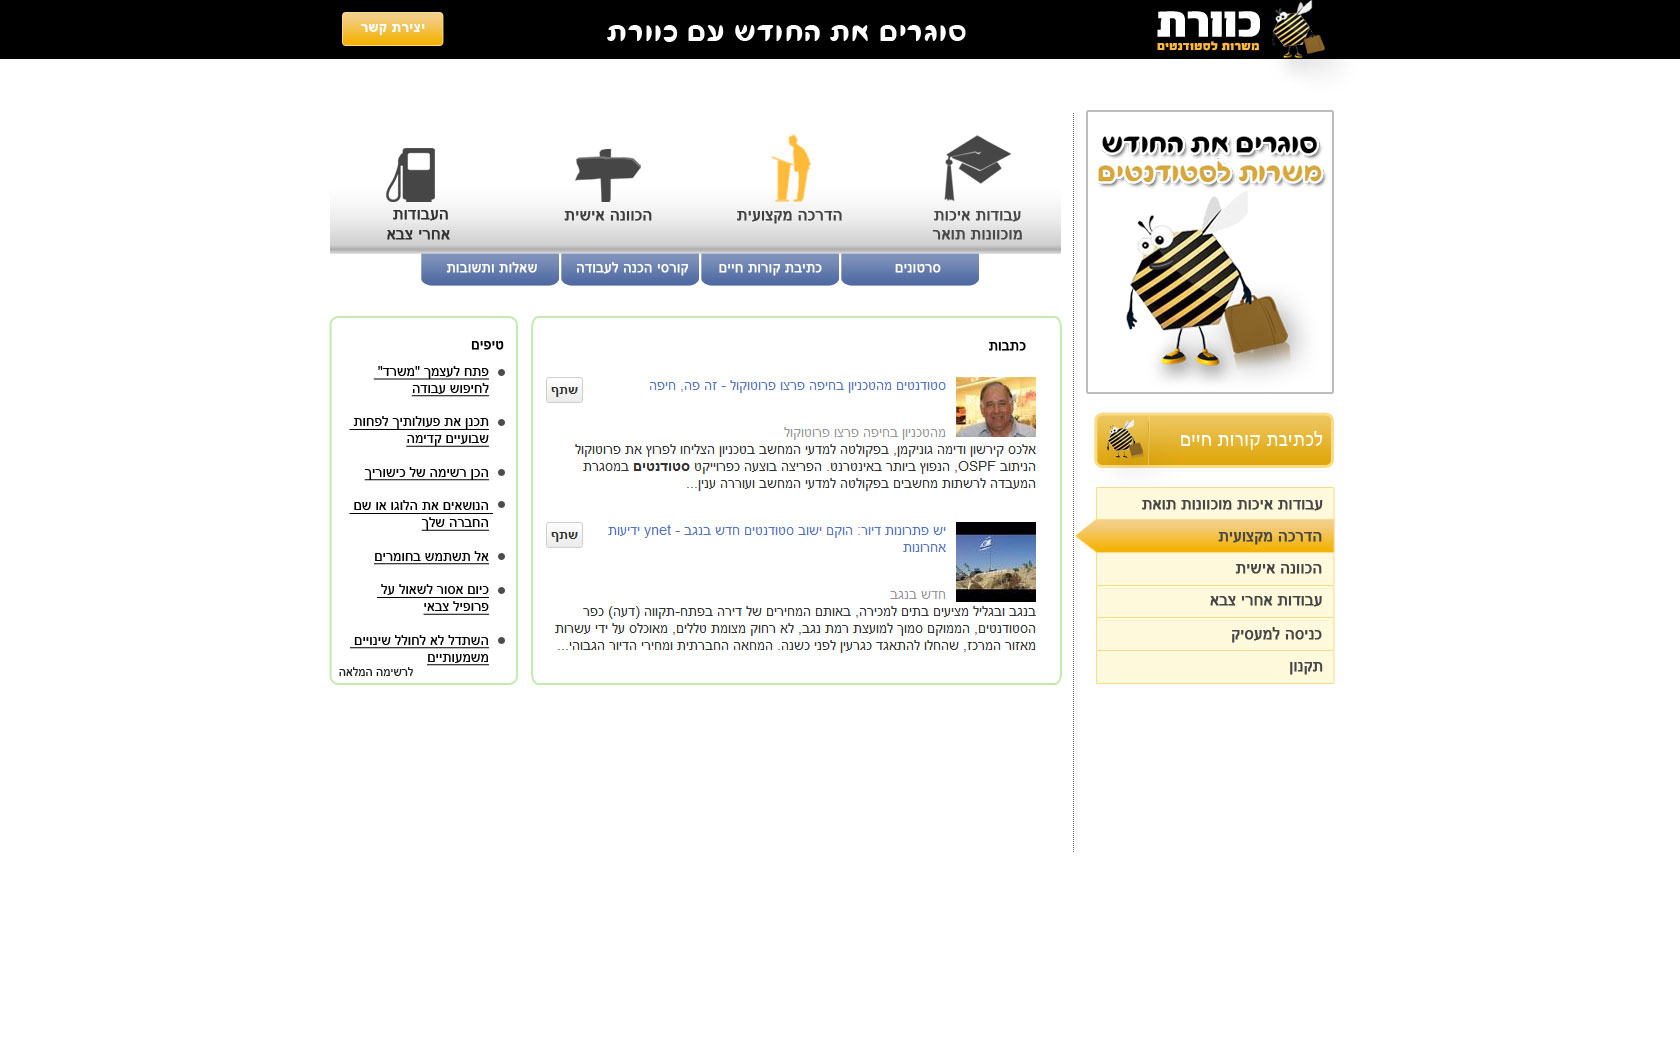 כוורת
משרות לסטודנטים
סוגרים את החודש עם כוורת
יצירת קשר
סוגרים את החודש
משרות לסטודנטים
לכתיבת קורות חיים
עבודות איכות מוכוונות תואת
הדרכה מקצועית
הכוונה אישית
עבודות אחרי צבא
כניסה למעסיק
תקנון
עבודות איכות
מוכוונות תואר
הדרכה מקצועית
הכוונה אישית
העבודות
אחרי צבא
סרטונים
כתיבת קורות חיים
קורסי הכנה לעבודה
שאלות ותשובות
כתבות
סטודנטים מהטכניון בחיפה פרצו פרוטוקול - זה פה, חיפה
שתף
מהטכניון בחיפה פרצו פרוטוקול
אלכס קירשון ודימה גוניקמן, בפקולטה למדעי המחשב בטכניון הצליחו לפרוץ את פרוטוקול
הניתוב OSPF, הנפוץ ביותר באינטרנט. הפריצה בוצעה כפרוייקט סטודנטים במסגרת
המעבדה לרשתות מחשבים בפקולטה למדעי המחשב ועוררה ענין...
יש פתרונות דיור: הוקם ישוב סטודנטים חדש בנגב - ynet ידיעות
אחרונות
שתף
חדש בנגב
בנגב ובגליל מציעים בתים למכירה, באותם המחירים של דירה בפתח-תקווה (דעה) כפר
הסטודנטים, הממוקם סמוך למועצת רמת נגב, לא רחוק מצומת טללים, מאוכלס על ידי עשרות
מאזור המרכז, שהחלו להתאגד כגרעין לפני כשנה. המחאה החברתית ומחירי הדיור הגבוהי...
טיפים
פתח לעצמך "משרד"
לחיפוש עבודה
תכנן את פעולותיך לפחות
שבועיים קדימה
הכן רשימה של כישוריך
הנושאים את הלוגו או שם
החברה שלך
אל תשתמש בחומרים
כיום אסור לשאול על
פרופיל צבאי
השתדל לא לחולל שינויים
משמעותיים
לרשימה המלאה